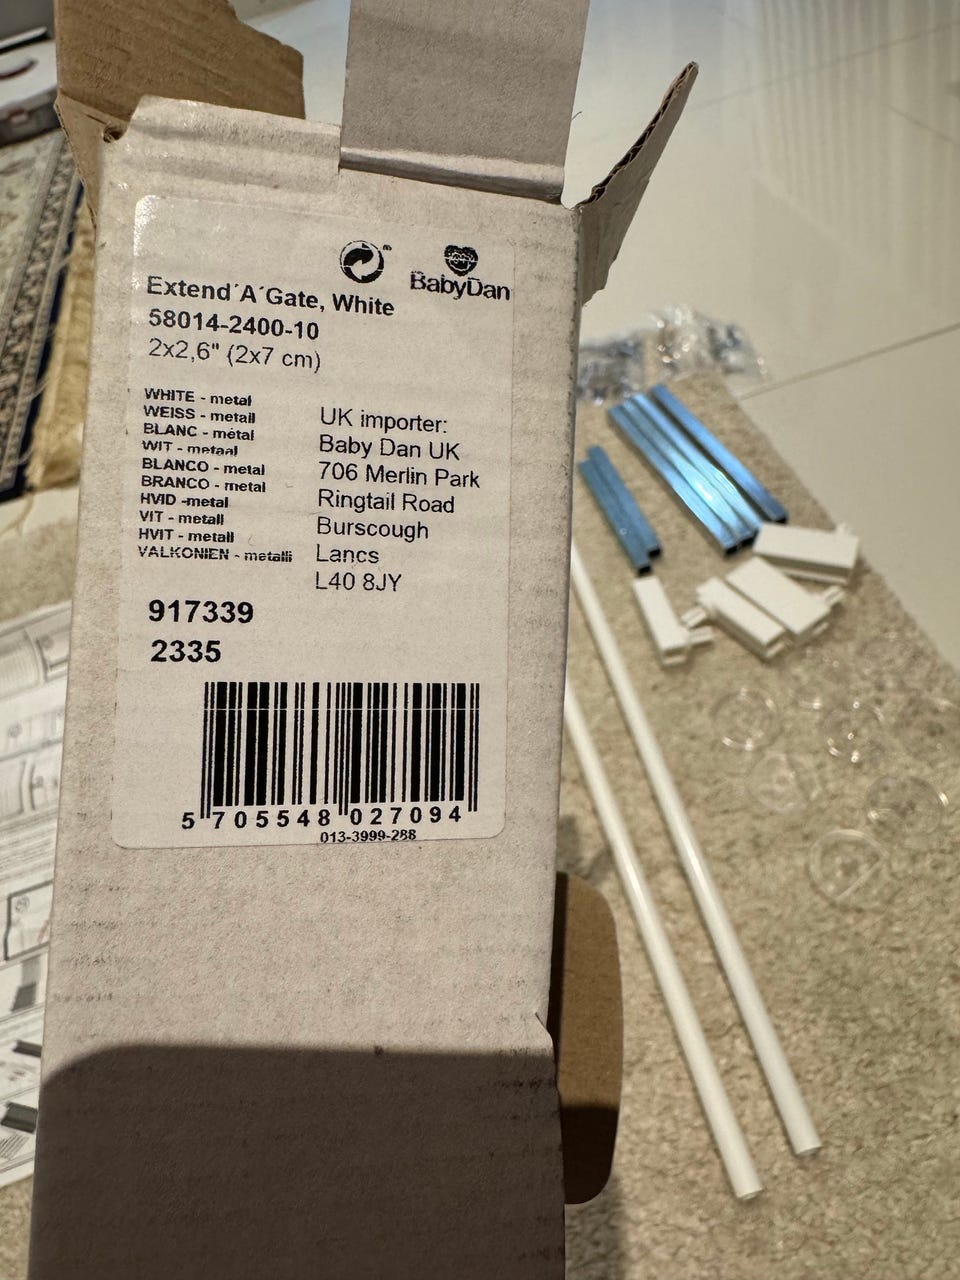 BabyDan
Extend´A´Gate, White
58014-2400-10
2x2,6" (2x7 cm)
WHITE - metal
WEISS - metall
BLANC - métal
WIT - metaal
BLANCO - metal
BRANCO - metal
HVID -metal
VIT - metall
HVIT - metall
VALKONIEN - metalli
UK importer:
Baby Dan UK
706 Merlin Park
Ringtail Road
Burscough
Lancs
L40 8JY
917339
2335
5 705548 027094
013-3999-288